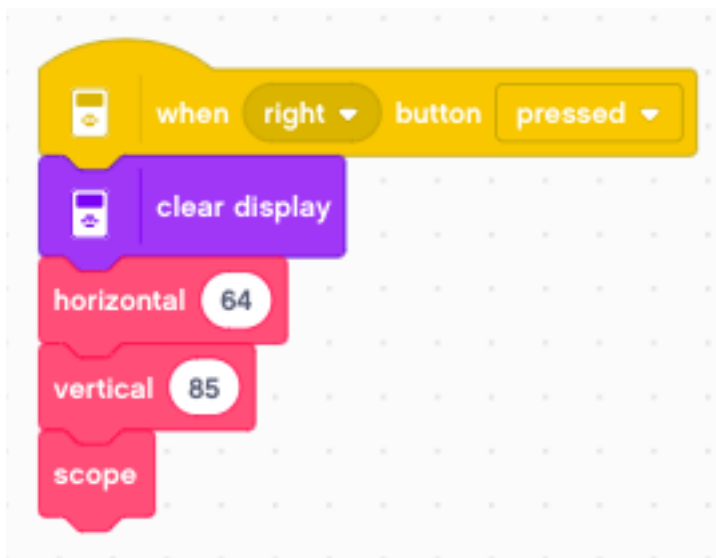 when right button pressed
clear display
horizontal 64
vertical 85
scope